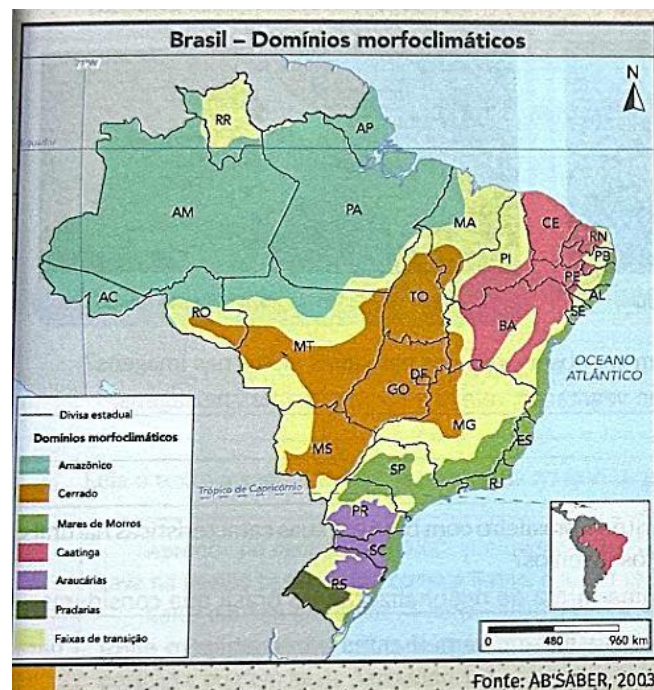 Brasil – Domínios morfoclimáticos
71°W
N
RR
AP
Equador
AM
PA
MA
CE
RN
PB
PI
PE
AC
TO
AL
RO
SE
BA
MT
OCEANO
ATLÂNTICO
DF
GO
MG
Divisa estadual
MS
ES
Domínios morfoclimáticos
SP
RJ
Amazônico
Trópico de Capricórnio
Cerrado
PR
Mares de Morros
SC
Caatinga
RS
Araucárias
Pradarias
Faixas de transição
0 480 960 km
Fonte: AB'SÁBER, 2003